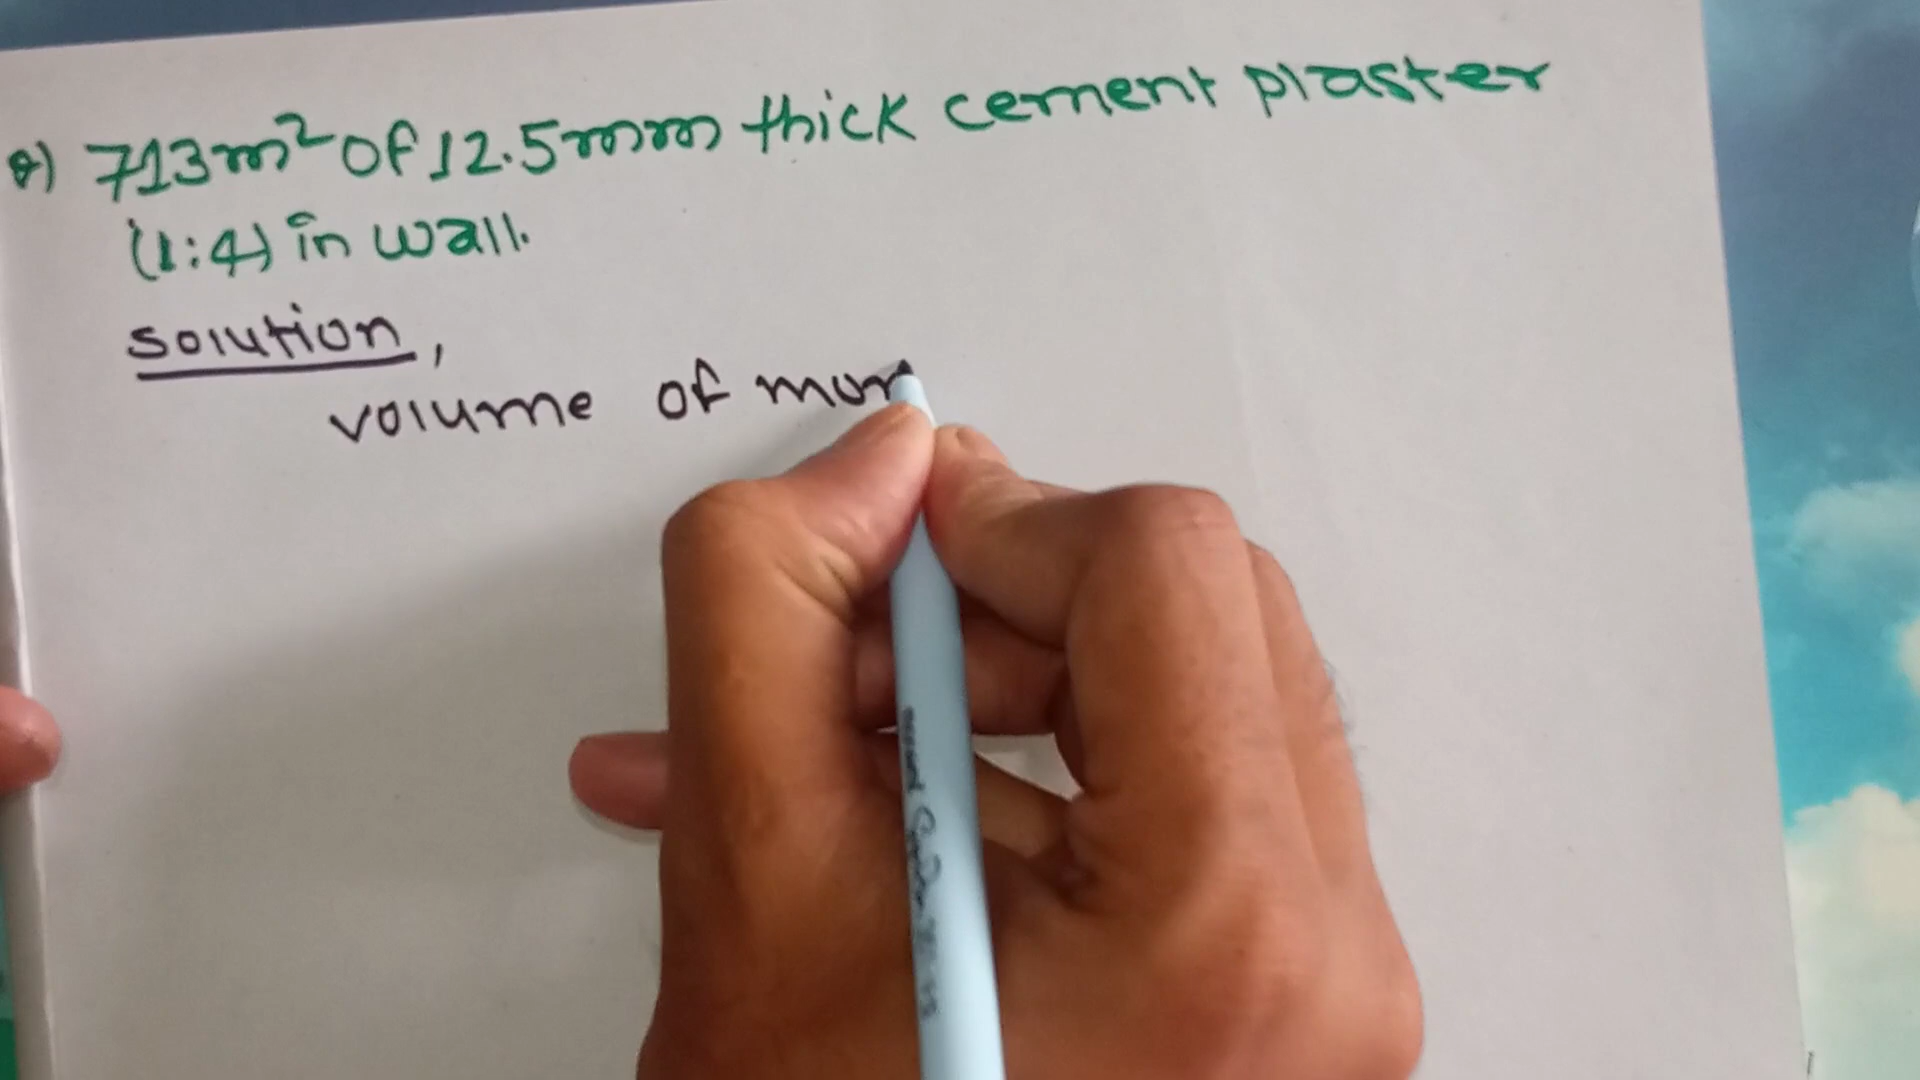 Q) 713m² of 12.5mm thick cement plaster
(1:4) in wall.
Solution,
volume of mor